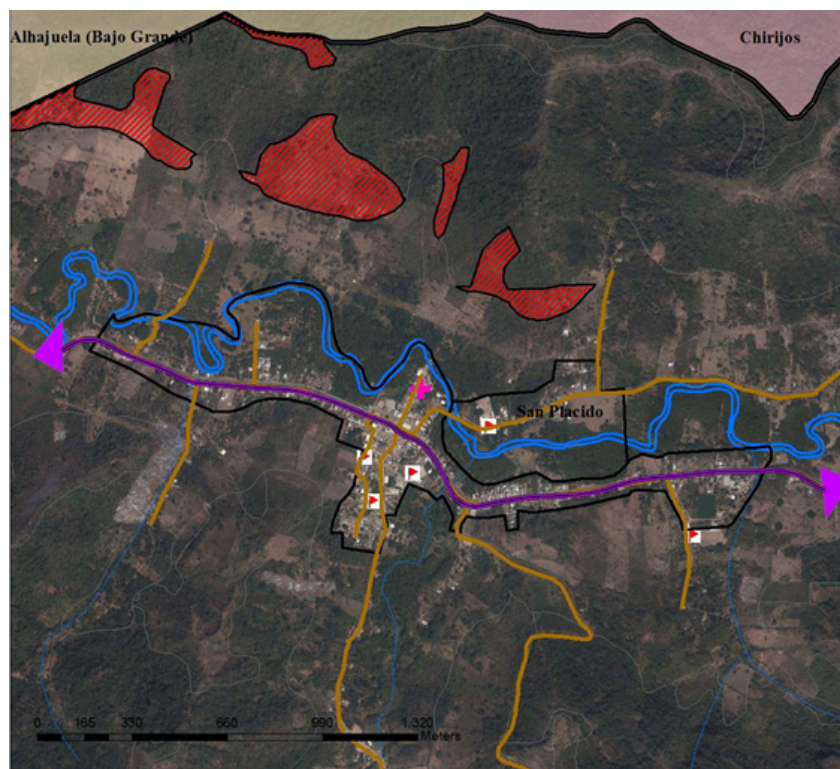 Alhajuela (Bajo Grande)
Chirijos
San Placido
0 165 330 660 990 1.320
Meters